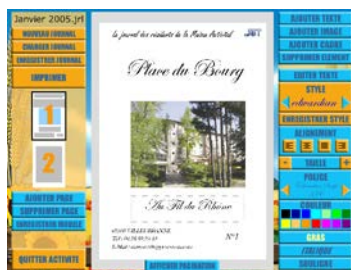 Janvier 2005.jrl
NOUVEAU JOURNAL
CHARGER JOURNAL
ENREGISTRER JOURNAL
IMPRIMER
1
2
AJOUTER PAGE
SUPPRIMER PAGE
ENREGISTRER MODELE
QUITTER ACTIVITE
Le journal des résidents de la Maison
Place du Bourg
Au Fil du Rhône
N°1
AFFICHER PAGINATION
AJOUTER TEXTE
AJOUTER IMAGE
AJOUTER CADRE
SUPPRIMER ELEMENT
EDITER TEXTE
STYLE
ENREGISTRER STYLE
ALIGNEMENT
- TAILLE +
POLICE
COULEUR
GRAS
ITALIQUE
SOULIGNE